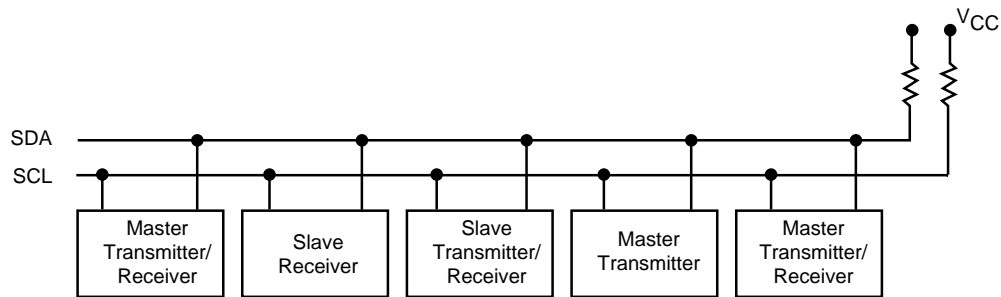 VCC
SDA
SCL
Master
Transmitter/
Receiver
Slave
Receiver
Slave
Transmitter/
Receiver
Master
Transmitter
Master
Transmitter/
Receiver